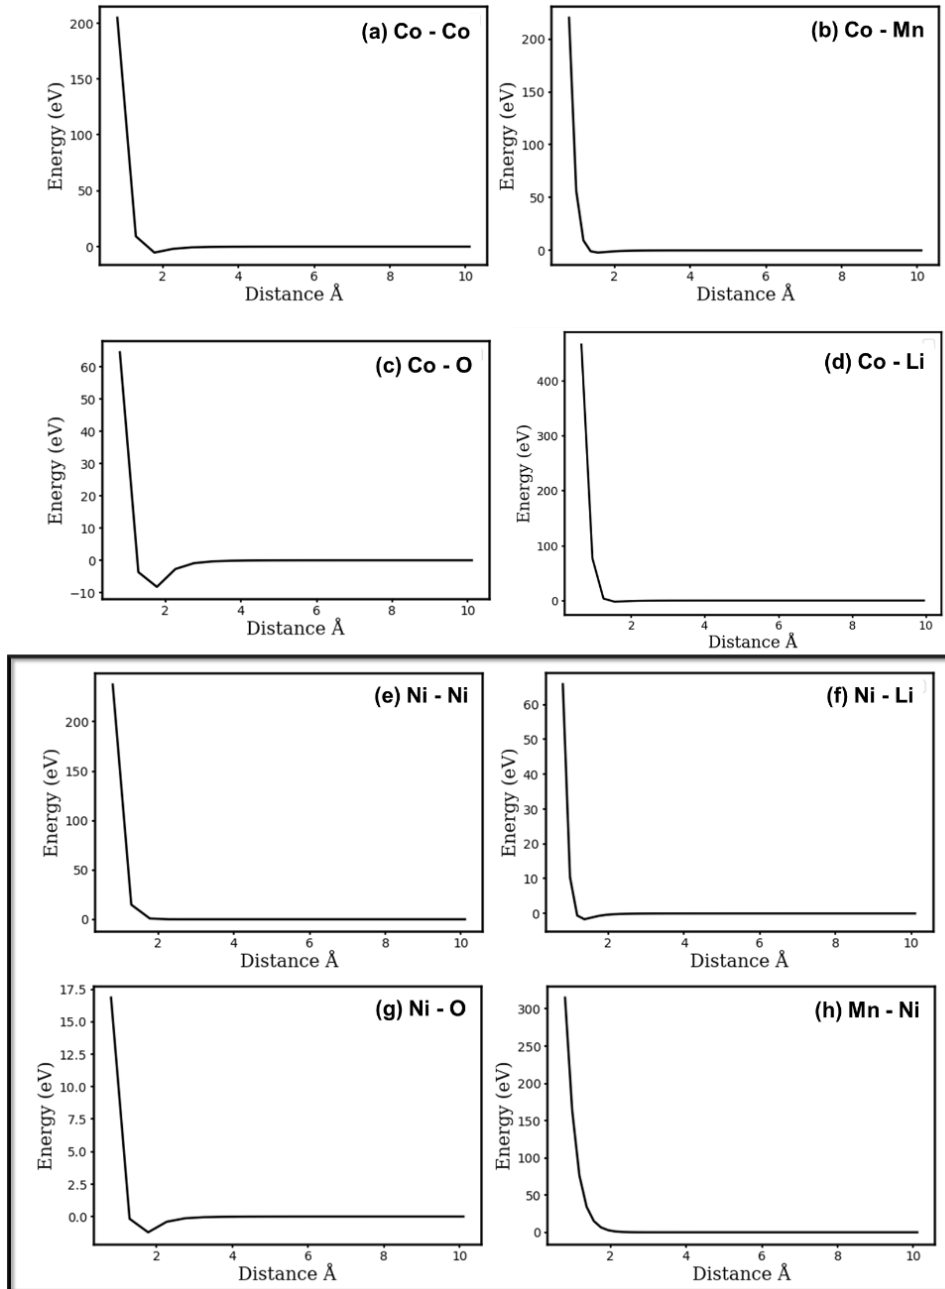 (a) Co - Co
Energy (eV)
200
150
100
50
0
2 4 6 8 10
Distance Å
(b) Co - Mn
Energy (eV)
200
150
100
50
0
2 4 6 8 10
Distance Å
(c) Co - O
Energy (eV)
60
50
40
30
20
10
0
−10
2 4 6 8 10
Distance Å
(d) Co - Li
Energy (eV)
400
300
200
100
0
2 4 6 8 10
Distance Å
(e) Ni - Ni
Energy (eV)
200
150
100
50
0
2 4 6 8 10
Distance Å
(f) Ni - Li
Energy (eV)
60
50
40
30
20
10
0
2 4 6 8 10
Distance Å
(g) Ni - O
Energy (eV)
17.5
15.0
12.5
10.0
7.5
5.0
2.5
0.0
2 4 6 8 10
Distance Å
(h) Mn - Ni
Energy (eV)
300
250
200
150
100
50
0
2 4 6 8 10
Distance Å